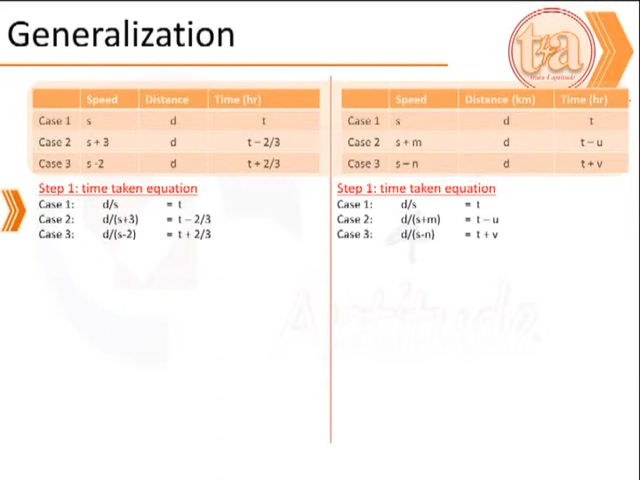 Generalization
t4a
Speed Distance Time (hr)
Case 1 s d t
Case 2 s + 3 d t – 2/3
Case 3 s -2 d t + 2/3
Step 1: time taken equation
Case 1: d/s = t
Case 2: d/(s+3) = t – 2/3
Case 3: d/(s-2) = t + 2/3
Speed Distance (km) Time (hr)
Case 1 s d t
Case 2 s + m d t – u
Case 3 s – n d t + v
Step 1: time taken equation
Case 1: d/s = t
Case 2: d/(s+m) = t – u
Case 3: d/(s-n) = t + v
Aptitude